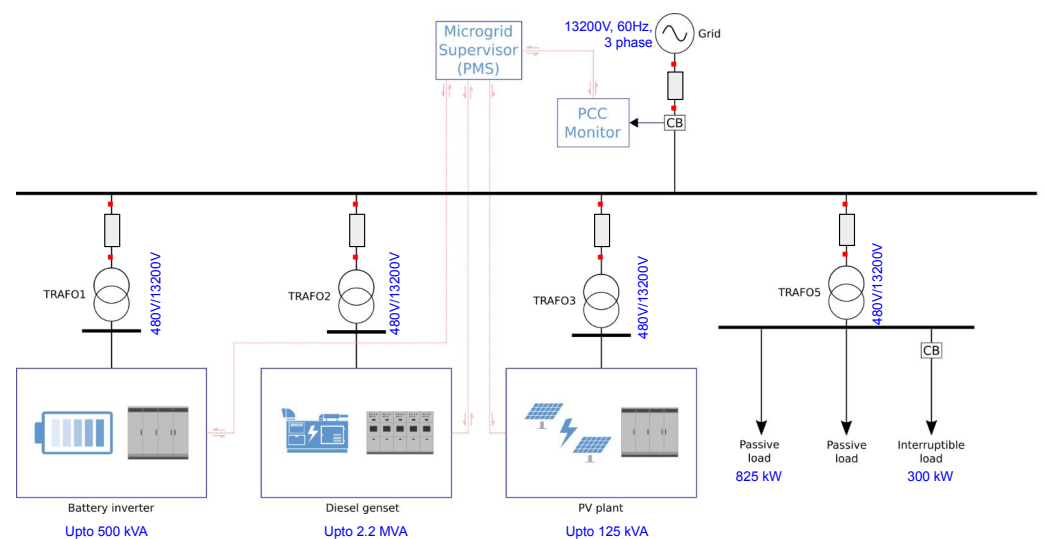 Microgrid
Supervisor
(PMS)
13200V, 60Hz,
3 phase
Grid
PCC
Monitor
CB
TRAFO1
480V/13200V
TRAFO2
480V/13200V
TRAFO3
480V/13200V
TRAFO5
480V/13200V
CB
Passive
load
825 kW
Passive
load
Interruptible
load
300 kW
Battery inverter
Upto 500 kVA
Diesel genset
Upto 2.2 MVA
PV plant
Upto 125 kVA